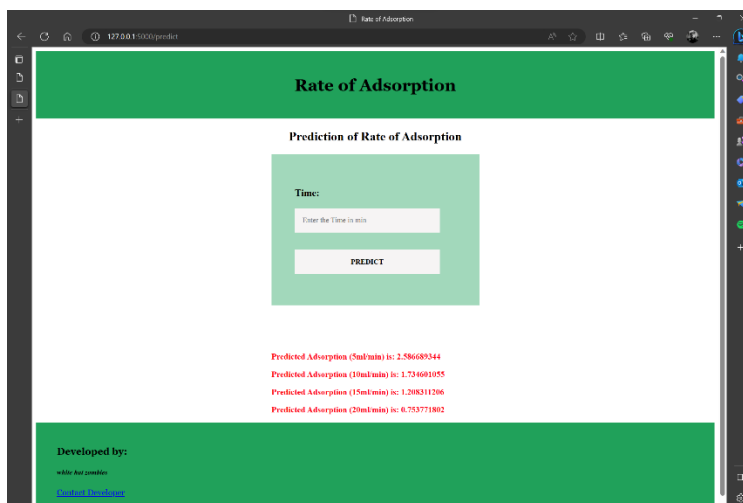 Rate of Adsorption
127.0.0.1:5000/predict
Rate of Adsorption
Prediction of Rate of Adsorption
Time:
Enter the Time in min
PREDICT
Predicted Adsorption (5ml/min) is: 2.586689344
Predicted Adsorption (10ml/min) is: 1.734601055
Predicted Adsorption (15ml/min) is: 1.208311206
Predicted Adsorption (20ml/min) is: 0.753771802
Developed by:
white hat zombies
Contact Developer